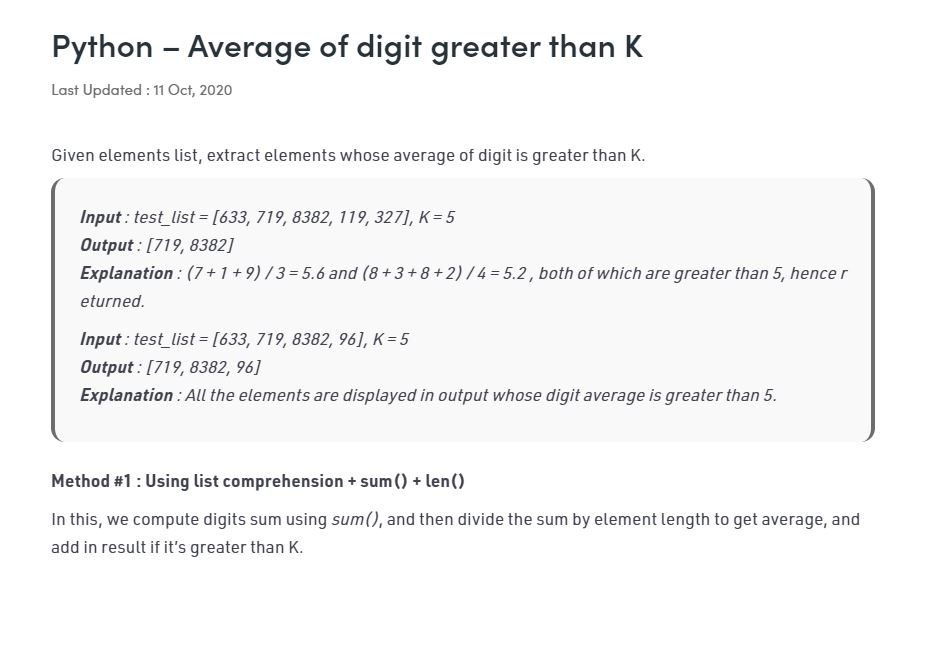 Python – Average of digit greater than K
Last Updated : 11 Oct, 2020
Given elements list, extract elements whose average of digit is greater than K.
Input : test_list = [633, 719, 8382, 119, 327], K = 5
Output : [719, 8382]
Explanation : (7 + 1 + 9) / 3 = 5.6 and (8 + 3 + 8 + 2) / 4 = 5.2 , both of which are greater than 5, hence r
eturned.
Input : test_list = [633, 719, 8382, 96], K = 5
Output : [719, 8382, 96]
Explanation : All the elements are displayed in output whose digit average is greater than 5.
Method #1 : Using list comprehension + sum() + len()
In this, we compute digits sum using sum(), and then divide the sum by element length to get average, and
add in result if it's greater than K.